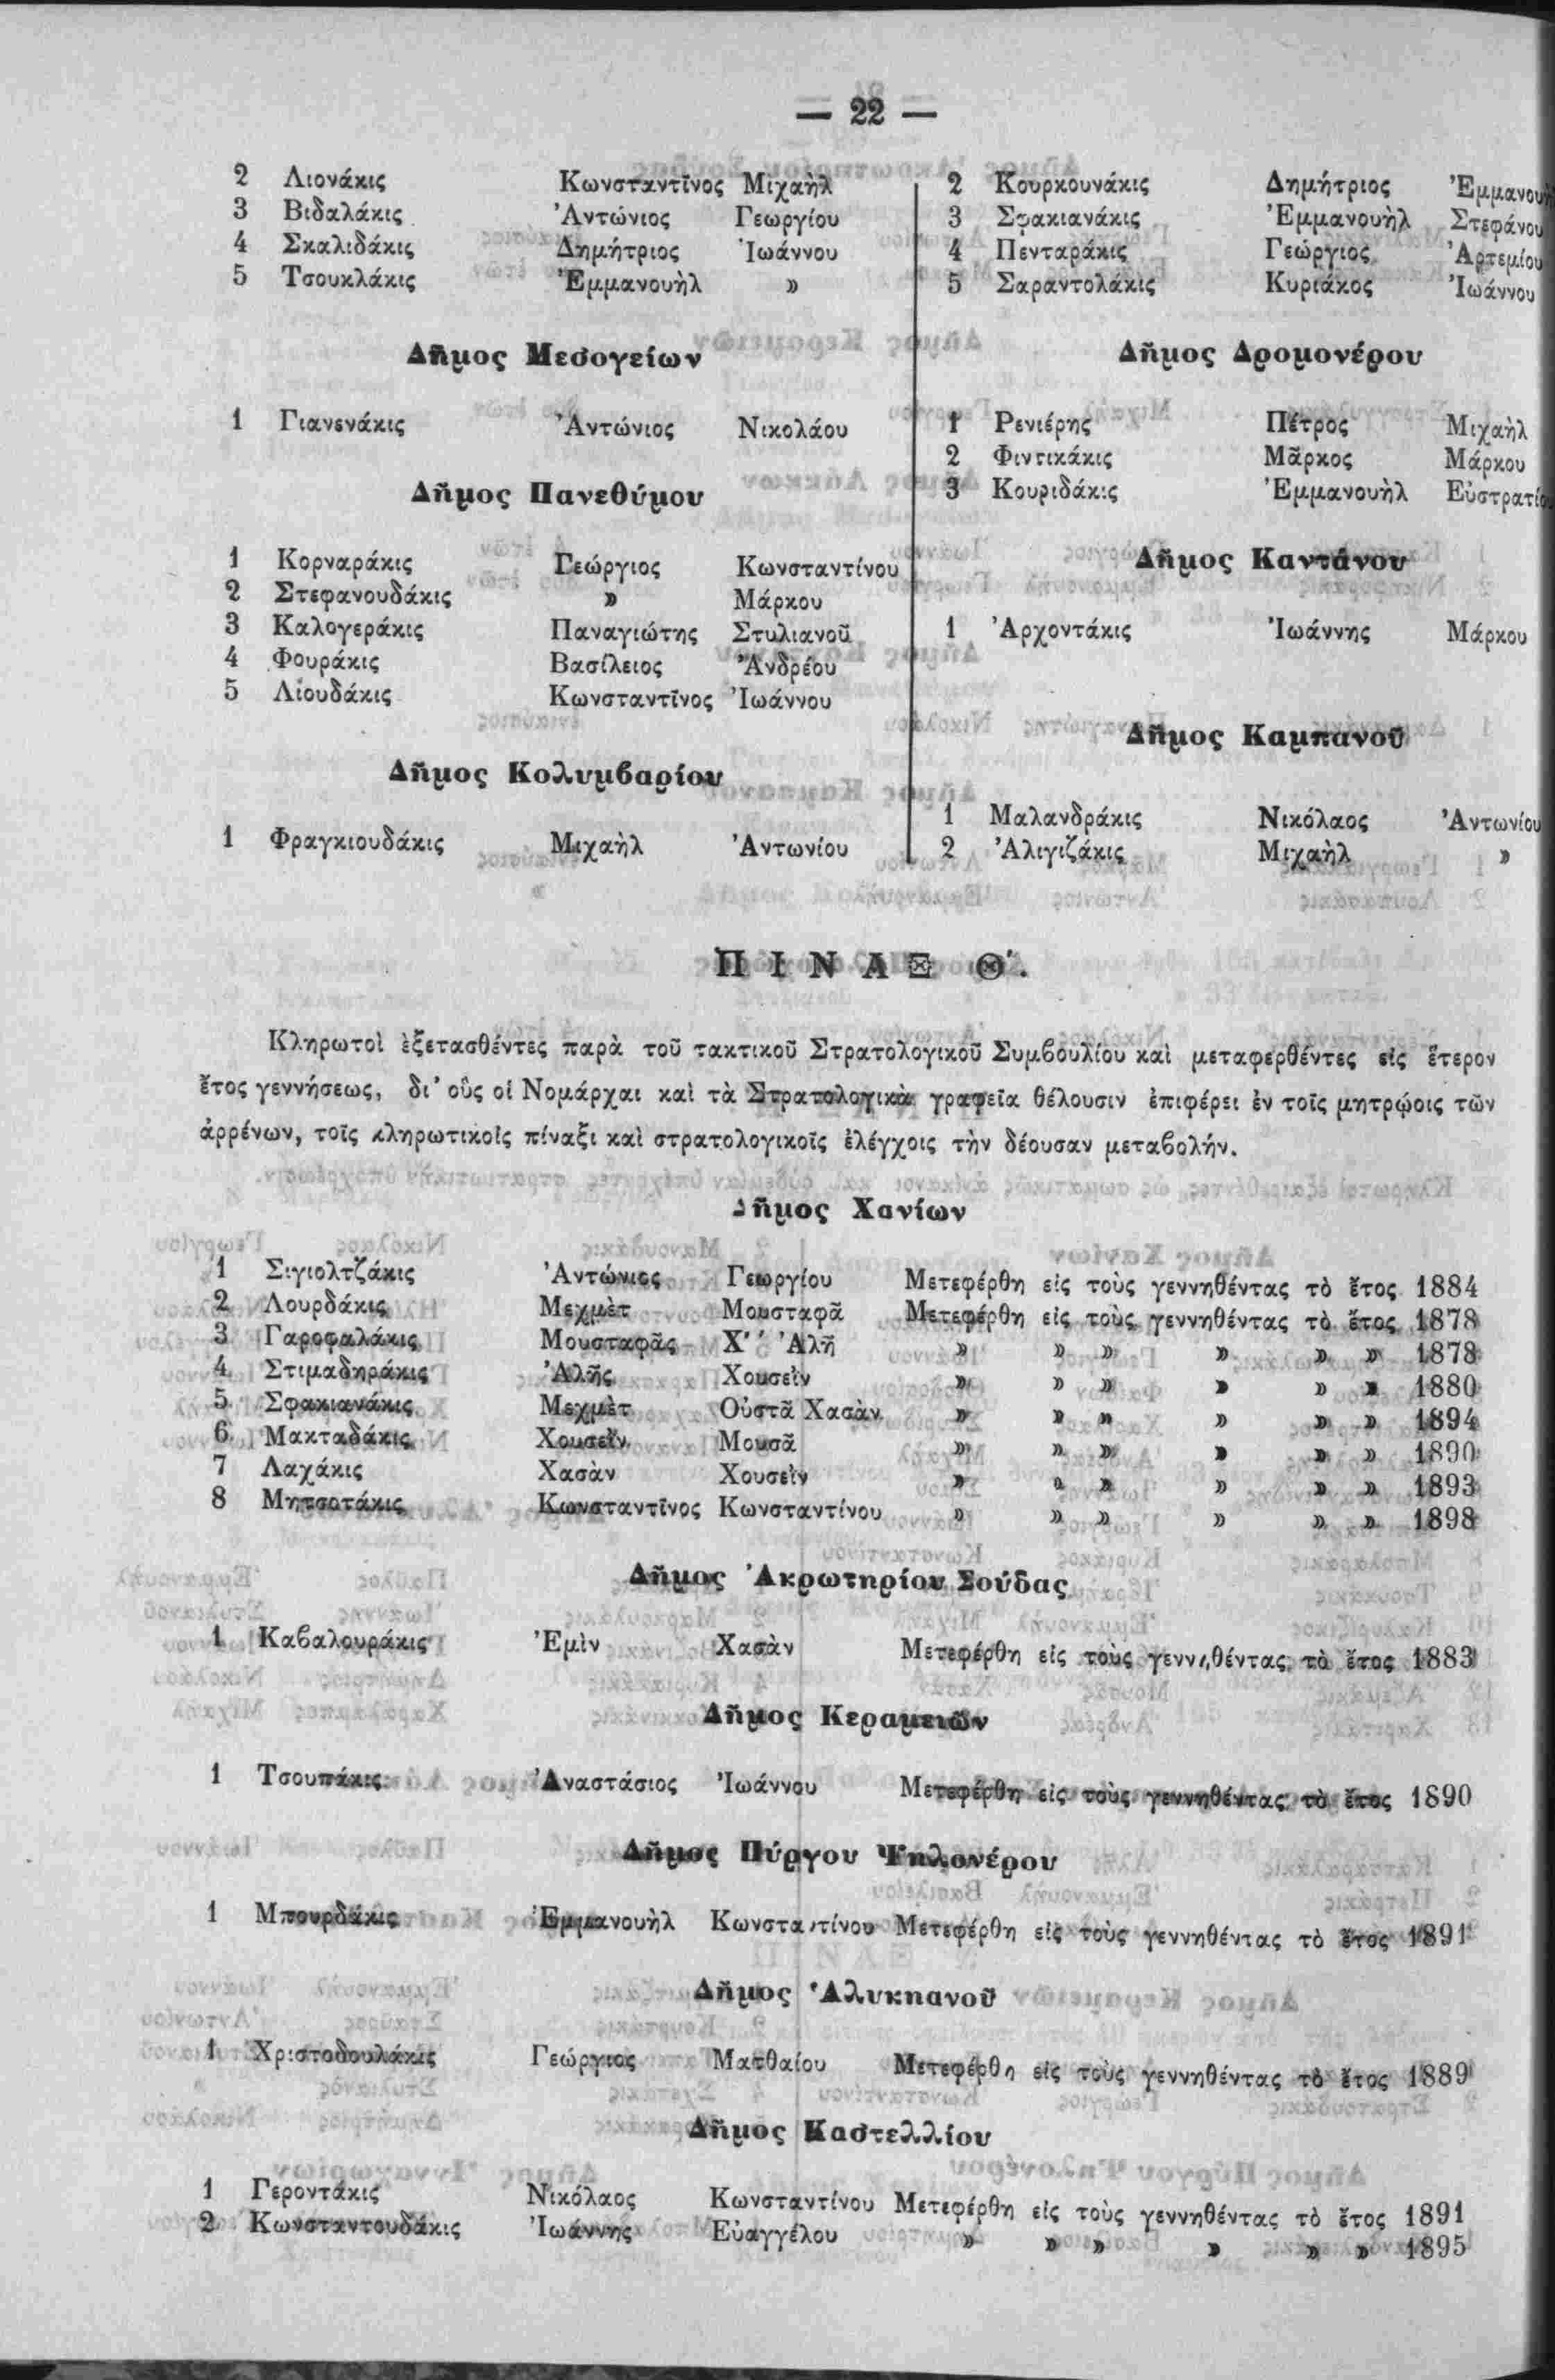 — 22 —
2 Λιονάκις Κωνσταντῖνος Μιχαὴλ
3 Βιδαλάκις Ἀντώνιος Γεωργίου
4 Σκαλιδάκις Δημήτριος Ἰωάννου
5 Τσουκλάκις Ἐμμανουὴλ »
Δῆμος Μεσογείων
1 Γιανενάκις Ἀντώνιος Νικολάου
Δῆμος Πανεθύμου
1 Κορναράκις Γεώργιος Κωνσταντίνου
2 Στεφανουδάκις » Μάρκου
3 Καλογεράκις Παναγιώτης Στυλιανοῦ
4 Φουράκις Βασίλειος Ἀνδρέου
5 Λιουδάκις Κωνσταντῖνος Ἰωάννου
Δῆμος Κολυμβαρίου
1 Φραγκιουδάκις Μιχαὴλ Ἀντωνίου
2 Κουρκουνάκις Δημήτριος Ἐμμανουὴλ
3 Σφακιανάκις Ἐμμανουὴλ Στεφάνου
4 Πενταράκις Γεώργιος Ἀρτεμίου
5 Σαραντολάκις Κυριάκος Ἰωάννου
Δῆμος Δρομονέρου
1 Ρενιέρης Πέτρος Μιχαὴλ
2 Φιντικάκις Μᾶρκος Μάρκου
3 Κουριδάκις Ἐμμανουὴλ Εὐστρατίου
Δῆμος Καντάνου
1 Ἀρχοντάκις Ἰωάννης Μάρκου
Δῆμος Καμπανοῦ
1 Μαλανδράκις Νικόλαος Ἀντωνίου
2 Ἀλιγιζάκις Μιχαὴλ »
ΠΙΝΑΞ Θ΄.
Κληρωτοὶ ἐξετασθέντες παρὰ τοῦ τακτικοῦ Στρατολογικοῦ Συμβουλίου καὶ μεταφερθέντες εἰς ἕτερον
ἔτος γεννήσεως, δι' οὓς οἱ Νομάρχαι καὶ τὰ Στρατολογικὰ γραφεῖα θέλουσιν ἐπιφέρει ἐν τοῖς μητρῴοις τῶν
ἀρρένων, τοῖς κληρωτικοῖς πίναξι καὶ στρατολογικοῖς ἐλέγχοις τὴν δέουσαν μεταβολήν.
Δῆμος Χανίων
1 Σιγιολτζάκις Ἀντώνιος Γεωργίου Μετεφέρθη εἰς τοὺς γεννηθέντας τὸ ἔτος 1884
2 Λουρδάκις Μεχμὲτ Μουσταφᾶ Μετεφέρθη εἰς τοὺς γεννηθέντας τὸ ἔτος 1878
3 Γαροφαλάκις Μουσταφᾶς Χ'' Ἀλῆ » » » » » » 1878
4 Στιμαδηράκις Ἀλῆς Χουσεῒν » » » » » » 1880
5 Σφακιανάκις Μεχμὲτ Οὐστᾶ Χασὰν » » » » » » 1894
6 Μακταδάκις Χουσεῒν Μουσᾶ » » » » » » 1890
7 Λαχάκις Χασὰν Χουσεῒν » » » » » » 1893
8 Μητσοτάκις Κωνσταντῖνος Κωνσταντίνου » » » » » » 1898
Δῆμος Ἀκρωτηρίου Σούδας
1 Καβαλουράκις Ἐμὶν Χασὰν Μετεφέρθη εἰς τοὺς γεννηθέντας τὸ ἔτος 1883
Δῆμος Κεραμειῶν
1 Τσουπάκις Ἀναστάσιος Ἰωάννου Μετεφέρθη εἰς τοὺς γεννηθέντας τὸ ἔτος 1890
Δῆμος Πύργου Ψηλονέρου
1 Μπουρδάκις Ἐμμανουὴλ Κωνσταντίνου Μετεφέρθη εἰς τοὺς γεννηθέντας τὸ ἔτος 1891
Δῆμος Ἁλυκιανοῦ
1 Χριστοδουλάκις Γεώργιος Ματθαίου Μετεφέρθη εἰς τοὺς γεννηθέντας τὸ ἔτος 1889
Δῆμος Καστελλίου
1 Γεροντάκις Νικόλαος Κωνσταντίνου Μετεφέρθη εἰς τοὺς γεννηθέντας τὸ ἔτος 1891
2 Κωνσταντουδάκις Ἰωάννης Εὐαγγέλου » » » » » » 1895